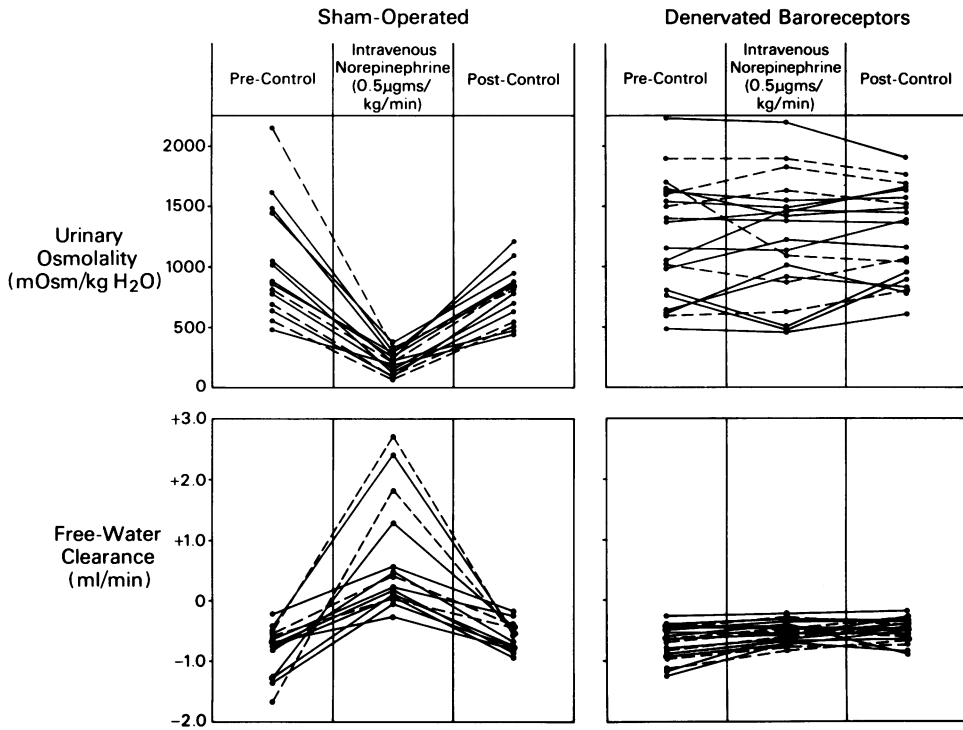 Sham-Operated
Denervated Baroreceptors
Pre-Control
Intravenous
Norepinephrine
(0.5µgms/
kg/min)
Post-Control
Pre-Control
Intravenous
Norepinephrine
(0.5µgms/
kg/min)
Post-Control
Urinary
Osmolality
(mOsm/kg H₂O)
2000
1500
1000
500
0
Free-Water
Clearance
(ml/min)
+3.0
+2.0
+1.0
0
-1.0
-2.0